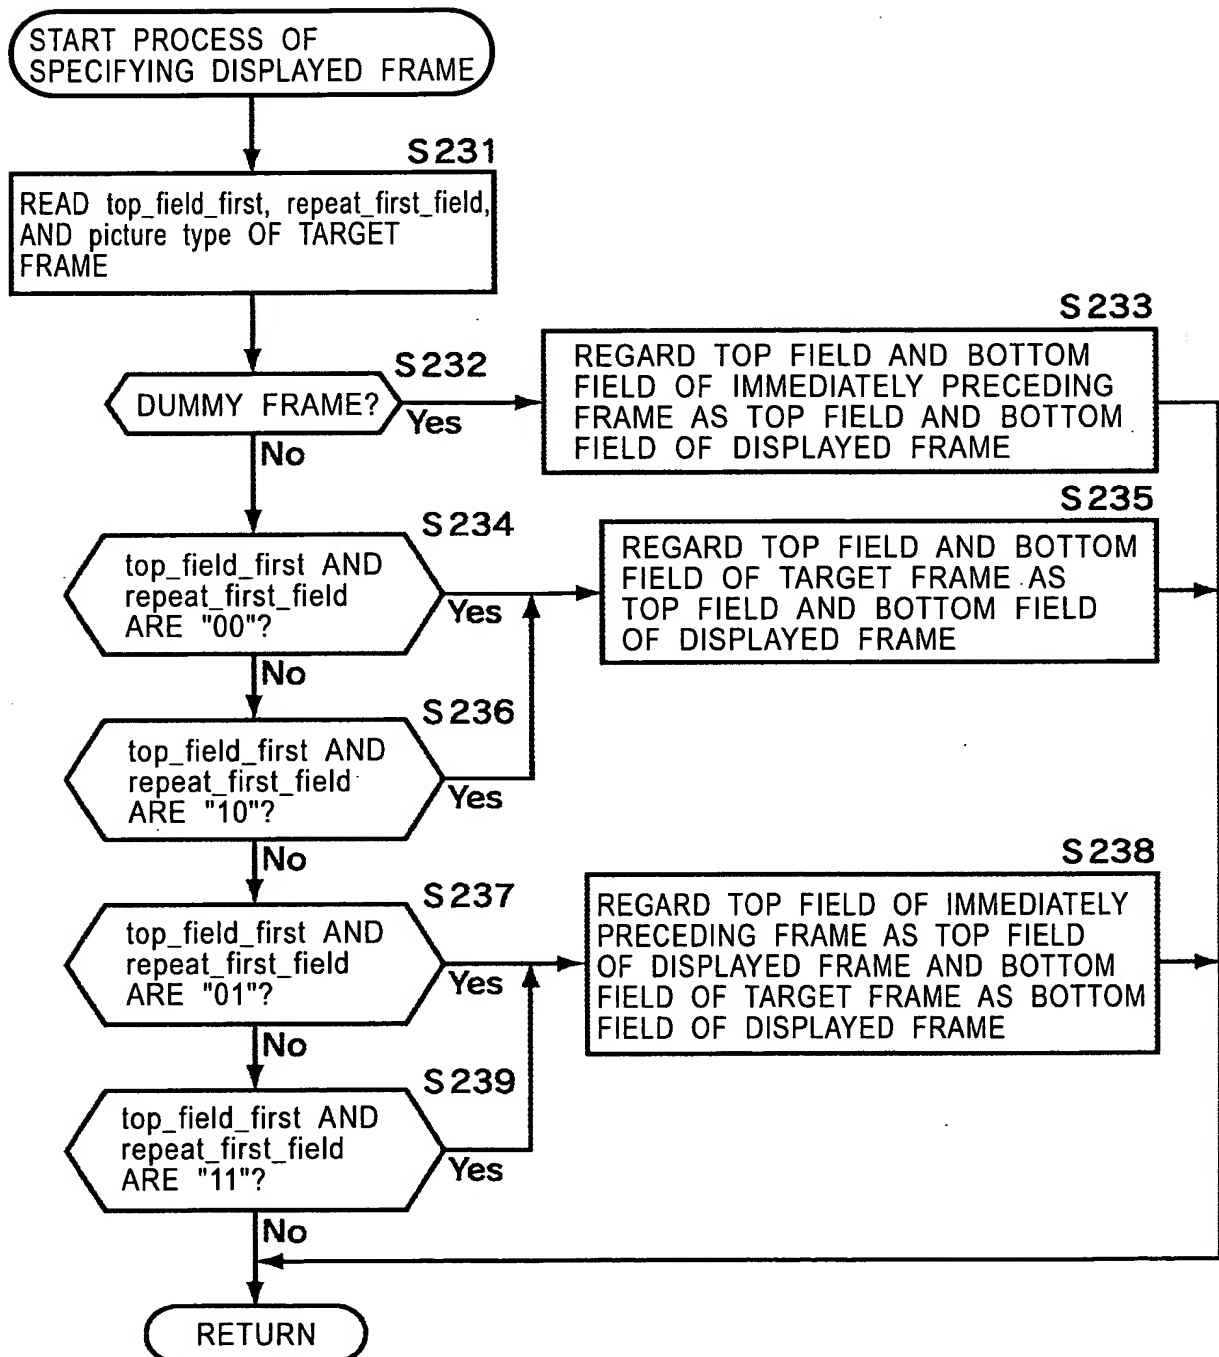 START PROCESS OF
SPECIFYING DISPLAYED FRAME
S231
READ top_field_first, repeat_first_field,
AND picture type OF TARGET
FRAME
S232
DUMMY FRAME?
Yes
No
S233
REGARD TOP FIELD AND BOTTOM
FIELD OF IMMEDIATELY PRECEDING
FRAME AS TOP FIELD AND BOTTOM
FIELD OF DISPLAYED FRAME
S234
top_field_first AND
repeat_first_field
ARE "00"?
Yes
No
S235
REGARD TOP FIELD AND BOTTOM
FIELD OF TARGET FRAME AS
TOP FIELD AND BOTTOM FIELD
OF DISPLAYED FRAME
S236
top_field_first AND
repeat_first_field
ARE "10"?
Yes
No
S237
top_field_first AND
repeat_first_field
ARE "01"?
Yes
No
S238
REGARD TOP FIELD OF IMMEDIATELY
PRECEDING FRAME AS TOP FIELD
OF DISPLAYED FRAME AND BOTTOM
FIELD OF TARGET FRAME AS BOTTOM
FIELD OF DISPLAYED FRAME
S239
top_field_first AND
repeat_first_field
ARE "11"?
Yes
No
RETURN